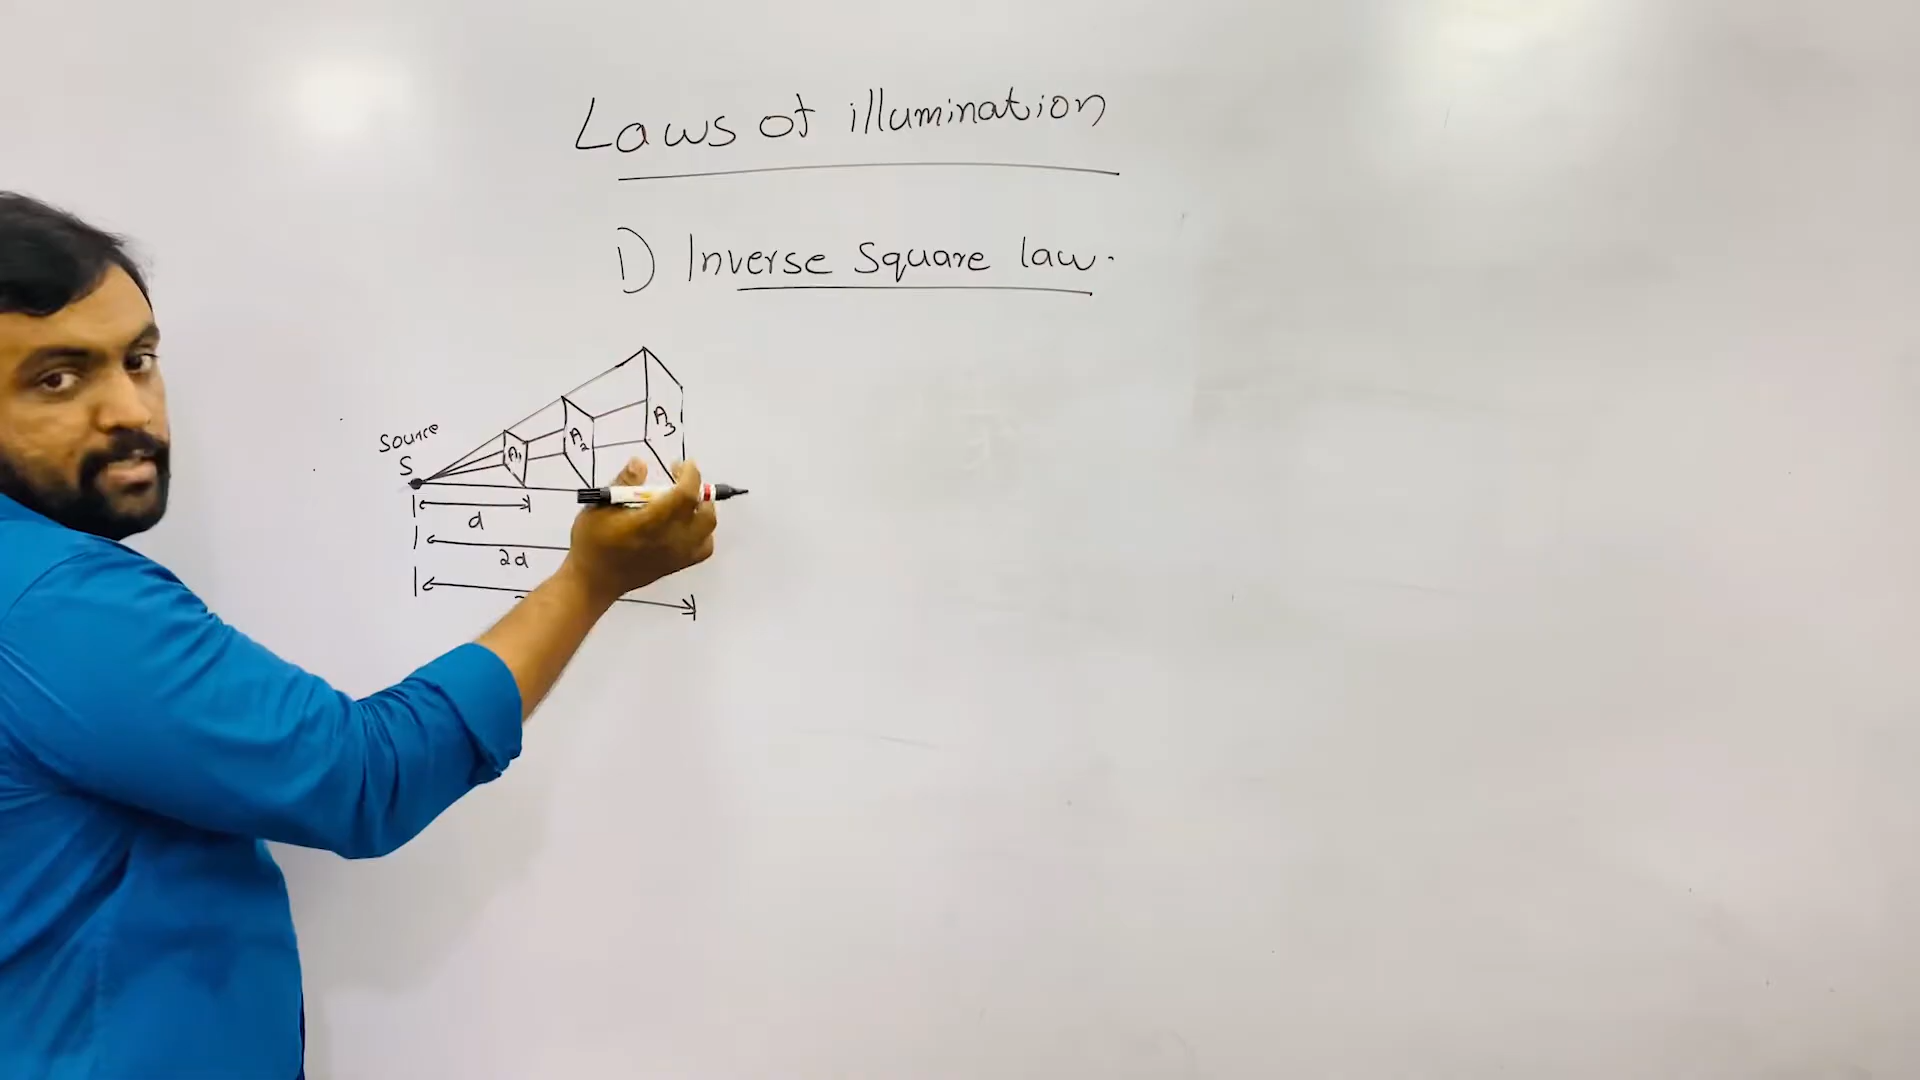 Laws of illumination
1) Inverse Square law.
Source
S
A1
A2
A3
d
2d